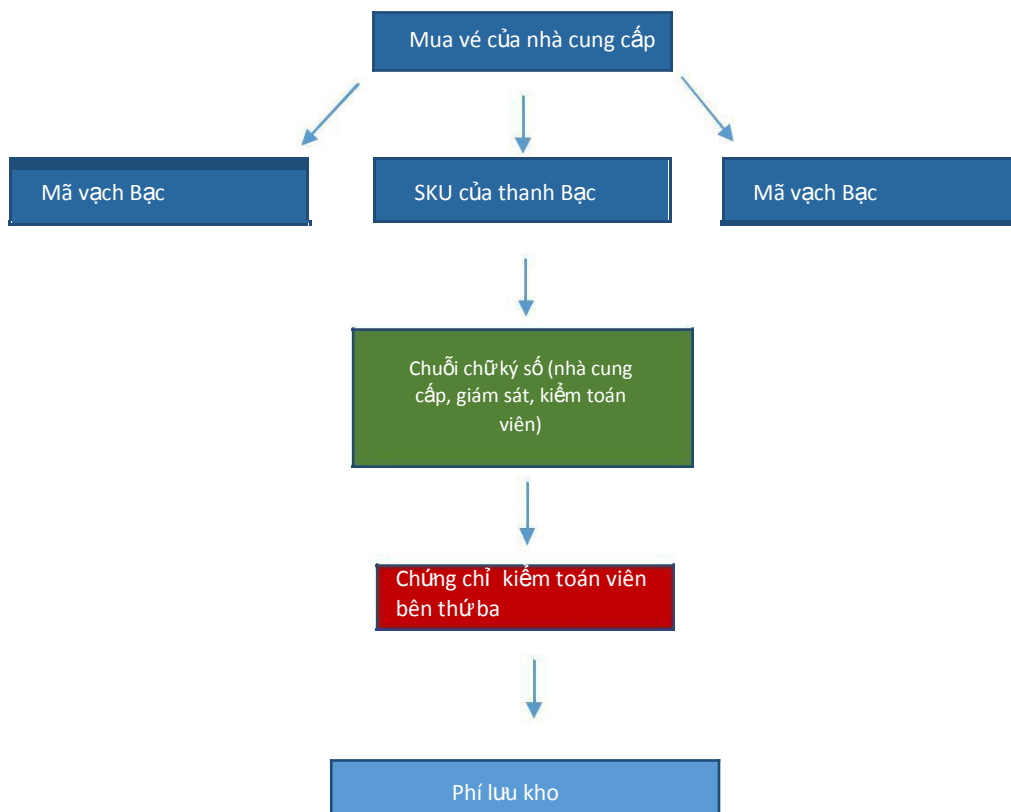 Mua vé của nhà cung cấp
Mã vạch Bạc
SKU của thanh Bạc
Mã vạch Bạc
Chuỗi chữ ký số (nhà cung
cấp, giám sát, kiểm toán
viên)
Chứng chỉ kiểm toán viên
bên thứ ba
Phí lưu kho